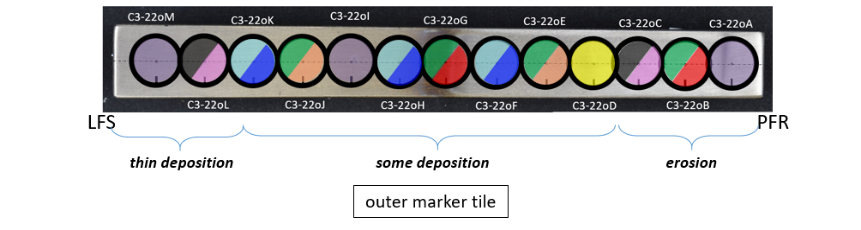 C3-22oM C3-22oK C3-22oI C3-22oG C3-22oE C3-22oC C3-22oA
C3-22oL C3-22oJ C3-22oH C3-22oF C3-22oD C3-22oB
LFS PFR
thin deposition some deposition erosion
outer marker tile